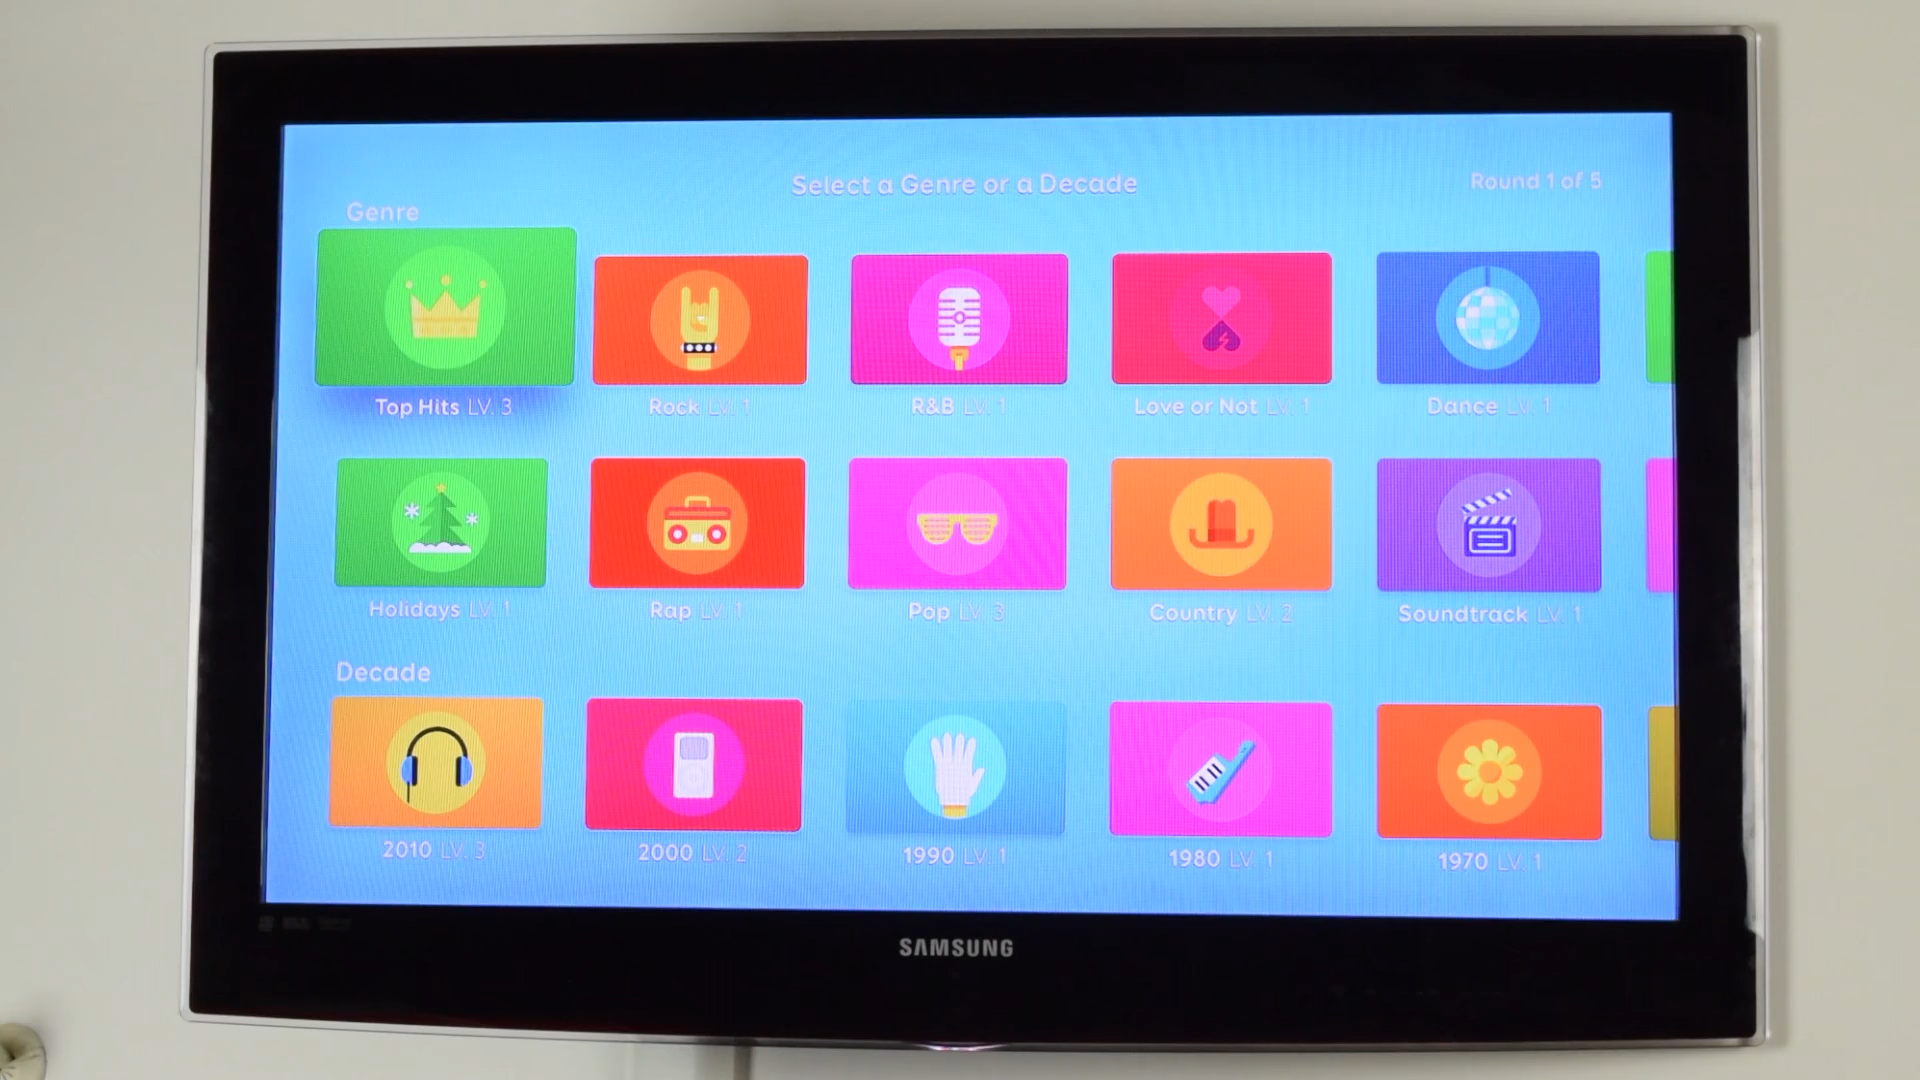 Select a Genre or a Decade
Round 1 of 5
Genre
Top Hits LV. 3
Rock LV. 1
R&B LV. 1
Love or Not LV. 1
Dance LV. 1
Holidays LV. 1
Rap LV. 1
Pop LV. 3
Country LV. 2
Soundtrack LV. 1
Decade
2010 LV. 3
2000 LV. 2
1990 LV. 1
1980 LV. 1
1970 LV. 1
SAMSUNG